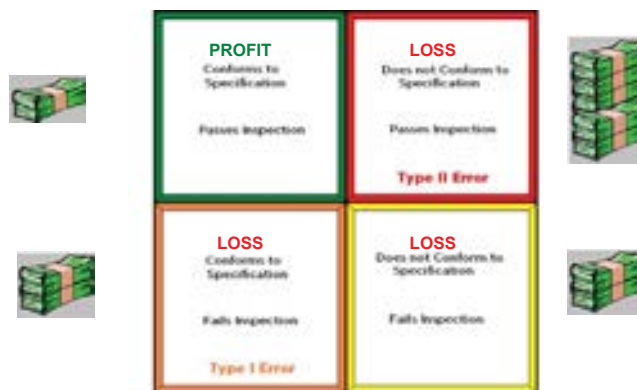 PROFIT
Conforms to
Specification
Passes Inspection
LOSS
Does not Conform to
Specification
Passes Inspection
Type II Error
LOSS
Conforms to
Specification
Fails Inspection
Type I Error
LOSS
Does not Conform to
Specification
Fails Inspection